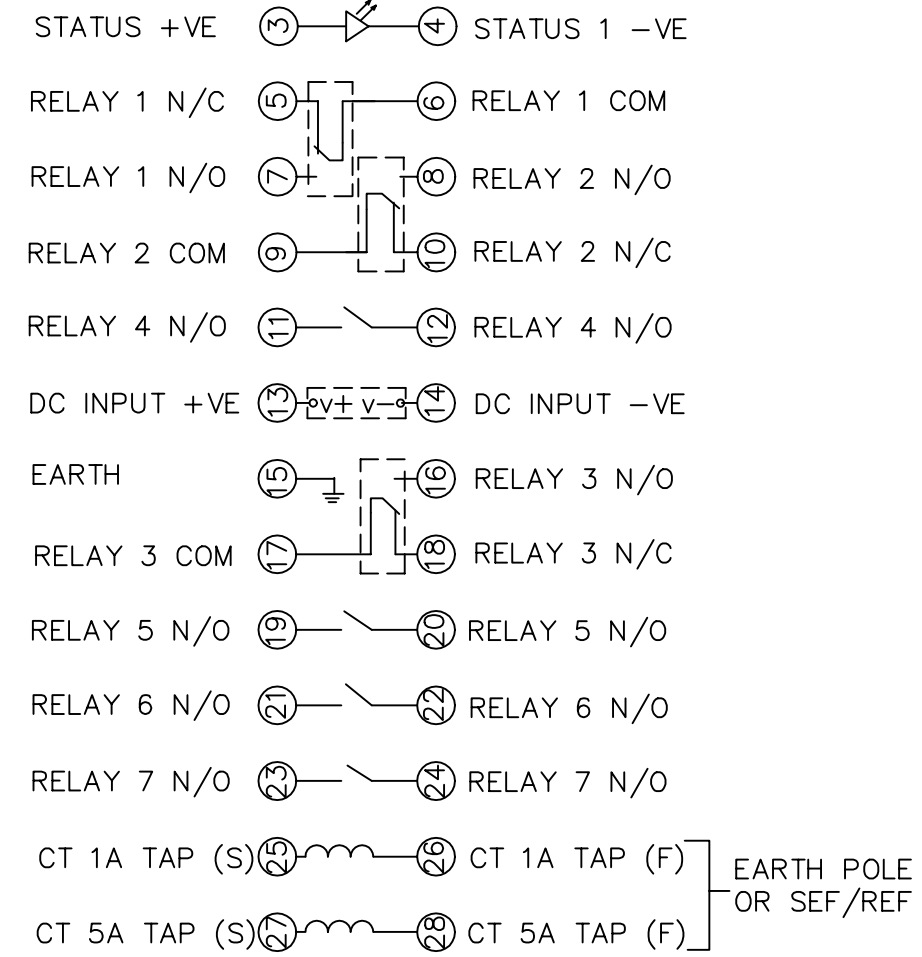 STATUS +VE 3 4 STATUS 1 −VE
RELAY 1 N/C 5 6 RELAY 1 COM
RELAY 1 N/O 7 8 RELAY 2 N/O
RELAY 2 COM 9 10 RELAY 2 N/C
RELAY 4 N/O 11 12 RELAY 4 N/O
DC INPUT +VE 13 V+ V− 14 DC INPUT −VE
EARTH 15 16 RELAY 3 N/O
RELAY 3 COM 17 18 RELAY 3 N/C
RELAY 5 N/O 19 20 RELAY 5 N/O
RELAY 6 N/O 21 22 RELAY 6 N/O
RELAY 7 N/O 23 24 RELAY 7 N/O
CT 1A TAP (S) 25 26 CT 1A TAP (F)
EARTH POLE
OR SEF/REF
CT 5A TAP (S) 27 28 CT 5A TAP (F)